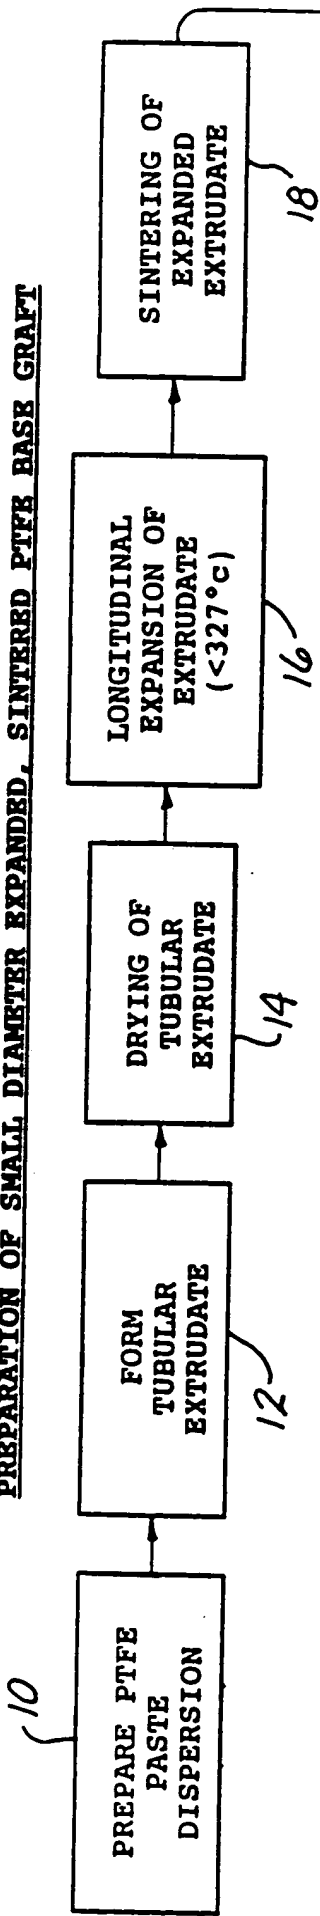 PREPARATION OF SMALL DIAMETER EXPANDED, SINTERED PTFE BASE GRAFT
10
PREPARE PTFE
PASTE
DISPERSION
FORM
TUBULAR
EXTRUDATE
12
DRYING OF
TUBULAR
EXTRUDATE
14
LONGITUDINAL
EXPANSION OF
EXTRUDATE
(<327°c)
16
SINTERING OF
EXPANDED
EXTRUDATE
18